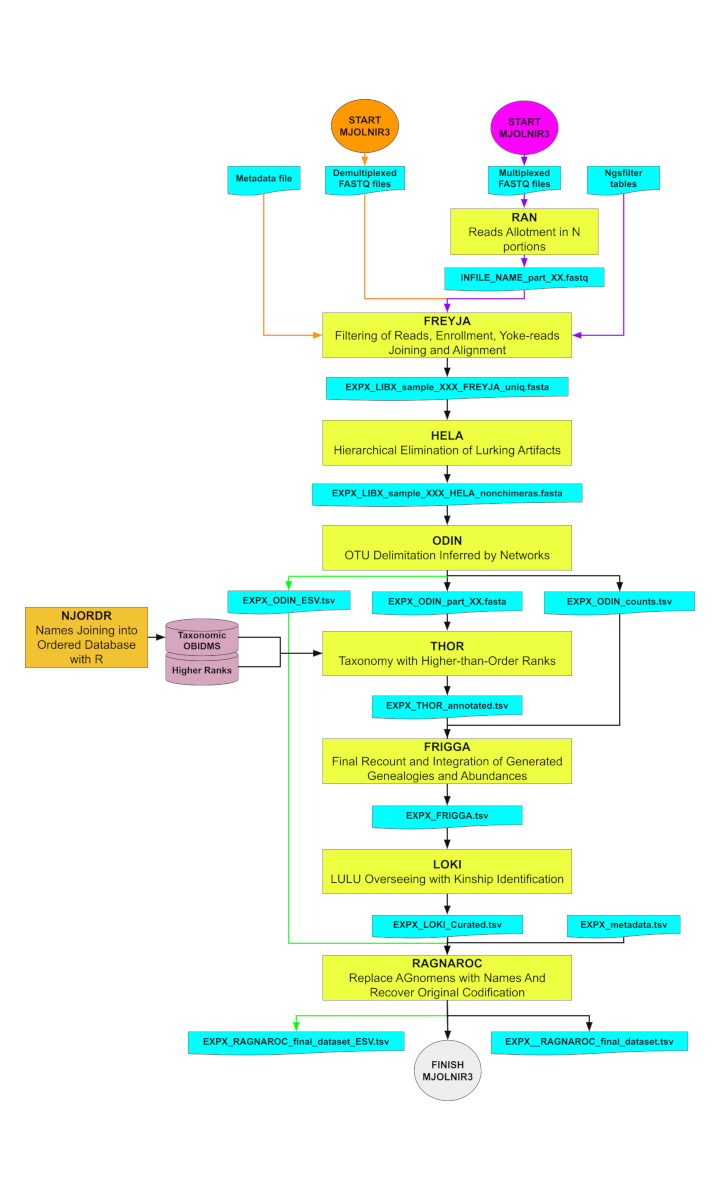 START
MJOLNIR3
START
MJOLNIR3
Metadata file
Demultiplexed
FASTQ files
Multiplexed
FASTQ files
Ngsfilter
tables
RAN
Reads Allotment in N
portions
INFILE_NAME_part_XX.fastq
FREYJA
Filtering of Reads, Enrollment, Yoke-reads
Joining and Alignment
EXPX_LIBX_sample_XXX_FREYJA_uniq.fasta
HELA
Hierarchical Elimination of Lurking Artifacts
EXPX_LIBX_sample_XXX_HELA_nonchimeras.fasta
ODIN
OTU Delimitation Inferred by Networks
EXPX_ODIN_ESV.tsv
EXPX_ODIN_part_XX.fasta
EXPX_ODIN_counts.tsv
NJORDR
Names Joining into
Ordered Database
with R
Taxonomic
OBIDMS
Higher Ranks
THOR
Taxonomy with Higher-than-Order Ranks
EXPX_THOR_annotated.tsv
FRIGGA
Final Recount and Integration of Generated
Genealogies and Abundances
EXPX_FRIGGA.tsv
LOKI
LULU Overseeing with Kinship Identification
EXPX_LOKI_Curated.tsv
EXPX_metadata.tsv
RAGNAROC
Replace AGnomens with Names And
Recover Original Codification
EXPX_RAGNAROC_final_dataset_ESV.tsv
EXPX__RAGNAROC_final_dataset.tsv
FINISH
MJOLNIR3